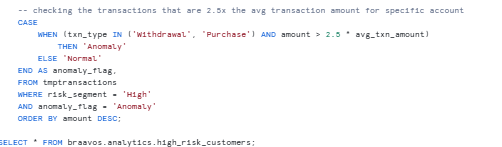 -- checking the transactions that are 2.5x the avg transaction amount for specific account
CASE
WHEN (txn_type IN ('Withdrawal', 'Purchase') AND amount > 2.5 * avg_txn_amount)
THEN 'Anomaly'
ELSE 'Normal'
END AS anomaly_flag,
FROM tmptransactions
WHERE risk_segment = 'High'
AND anomaly_flag = 'Anomaly'
ORDER BY amount DESC;
SELECT * FROM braavos.analytics.high_risk_customers;